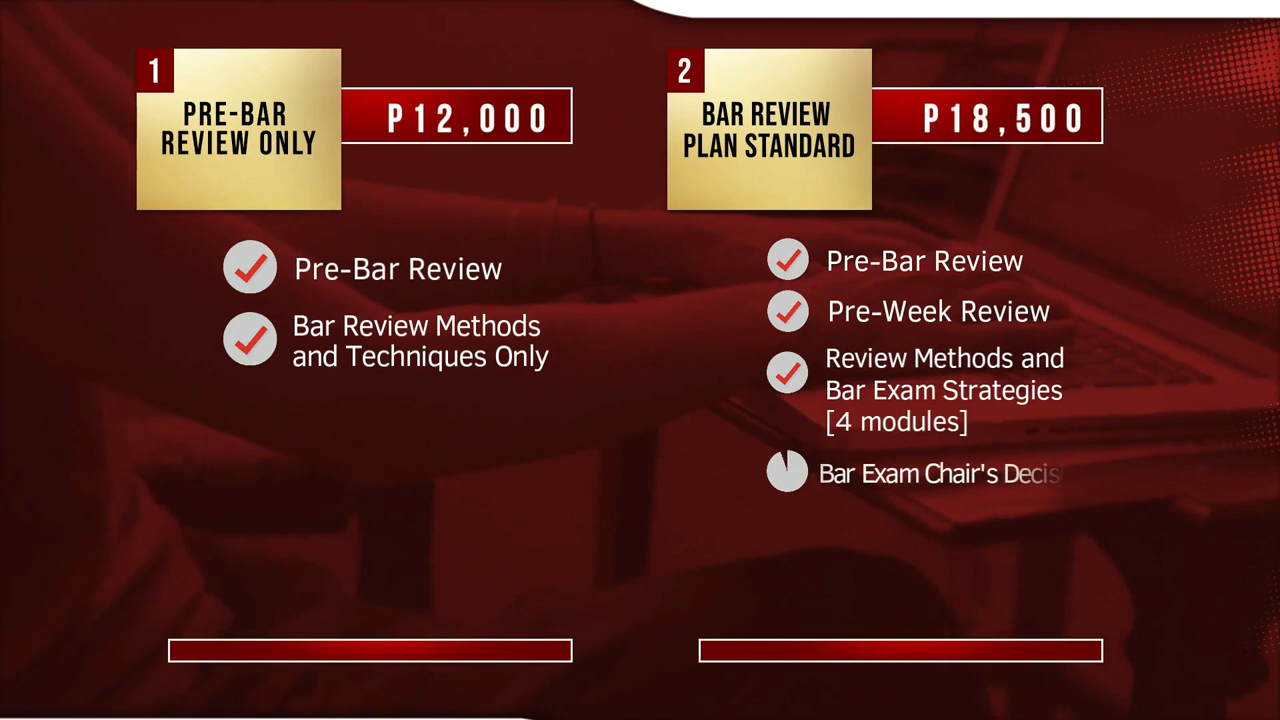 1
PRE-BAR
REVIEW ONLY
P12,000
Pre-Bar Review
Bar Review Methods
and Techniques Only
2
BAR REVIEW
PLAN STANDARD
P18,500
Pre-Bar Review
Pre-Week Review
Review Methods and
Bar Exam Strategies
[4 modules]
Bar Exam Chair's